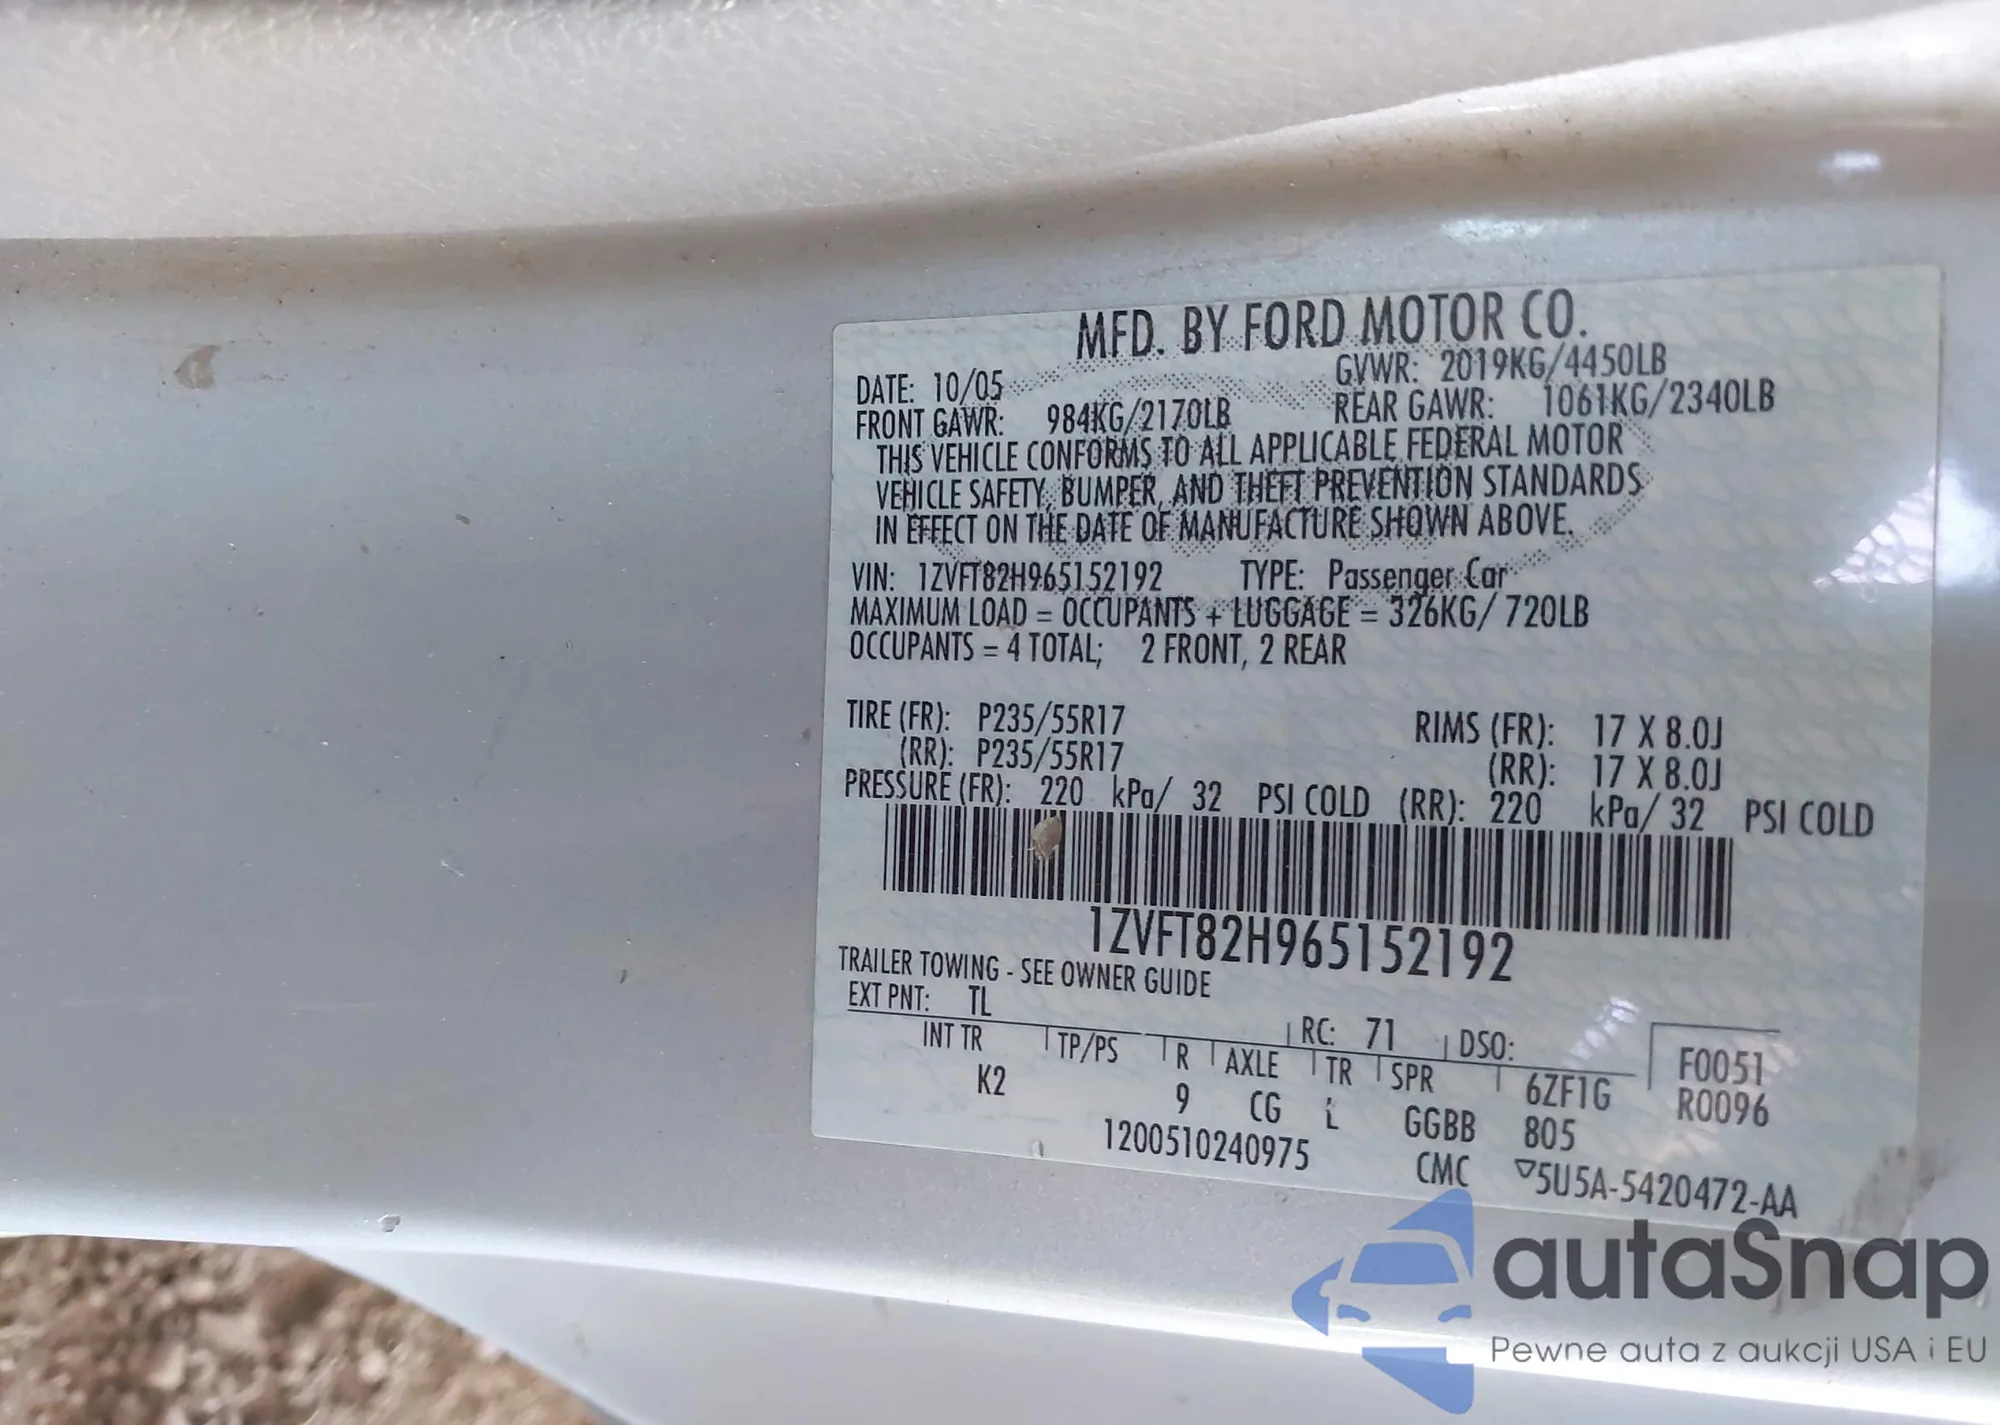 MFD. BY FORD MOTOR CO.
DATE: 10/05 GVWR: 2019KG/4450LB
FRONT GAWR: 984KG/2170LB REAR GAWR: 1061KG/2340LB
THIS VEHICLE CONFORMS TO ALL APPLICABLE FEDERAL MOTOR
VEHICLE SAFETY, BUMPER, AND THEFT PREVENTION STANDARDS
IN EFFECT ON THE DATE OF MANUFACTURE SHOWN ABOVE.
VIN: 1ZVFT82H965152192 TYPE: Passenger Car
MAXIMUM LOAD = OCCUPANTS + LUGGAGE = 326KG/ 720LB
OCCUPANTS = 4 TOTAL; 2 FRONT, 2 REAR
TIRE (FR): P235/55R17 RIMS (FR): 17 X 8.0J
(RR): P235/55R17 (RR): 17 X 8.0J
PRESSURE (FR): 220 kPa/ 32 PSI COLD (RR): 220 kPa/ 32 PSI COLD
1ZVFT82H965152192
TRAILER TOWING - SEE OWNER GUIDE
EXT PNT: TL RC: 71 DSO: F0051
INT TR TP/PS R AXLE TR SPR 6ZF1G R0096
K2 9 CG L GGBB 805
1200510240975 CMC ▽5U5A-5420472-AA
autaSnap
Pewne auta z aukcji USA i EU